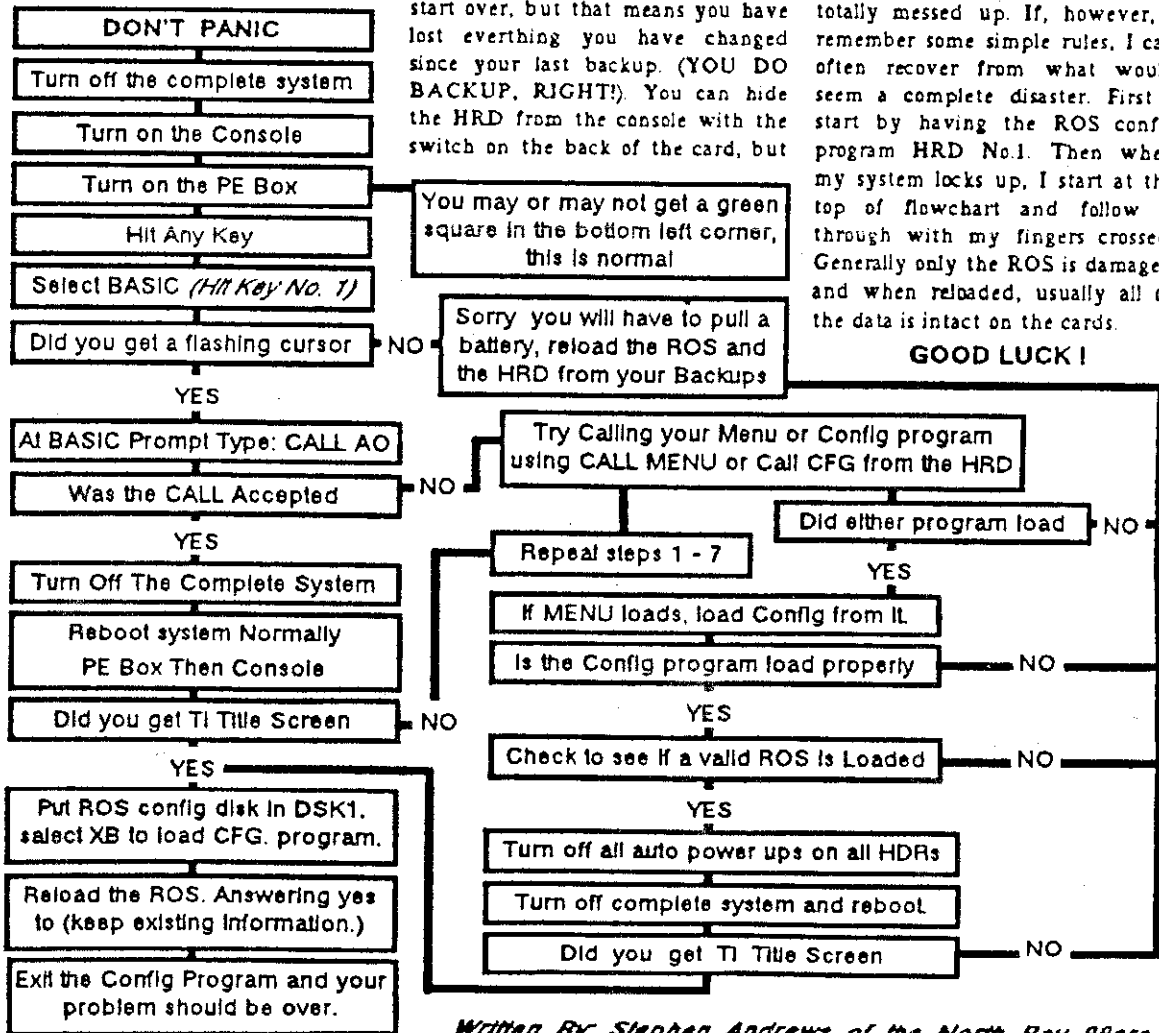 start over, but that means you have
lost everthing you have changed
since your last backup. (YOU DO
BACKUP, RIGHT!). You can hide
the HRD from the console with the
switch on the back of the card, but
totally messed up. If, however,
remember some simple rules, I ca
often recover from what woul
seem a complete disaster. First
start by having the ROS conf
program HRD No.1. Then whe
my system locks up, I start at th
top of flowchart and follow
through with my fingers crosse
Generally only the ROS is damage
and when reloaded, usually all o
the data is intact on the cards.
GOOD LUCK !
DON'T PANIC
Turn off the complete system
Turn on the Console
Turn on the PE Box
You may or may not get a green
square in the bottom left corner,
this is normal
Hit Any Key
Select BASIC (Hit Key No. 1)
Did you get a flashing cursor
NO
Sorry you will have to pull a
battery, reload the ROS and
the HRD from your Backups
YES
At BASIC Prompt Type: CALL AO
Was the CALL Accepted
NO
Try Calling your Menu or Config program
using CALL MENU or Call CFG from the HRD
Did either program load
NO
Repeat steps 1 - 7
YES
YES
Turn Off The Complete System
Reboot system Normally
PE Box Then Console
Did you get TI Title Screen
NO
If MENU loads, load Config from it.
Is the Config program load properly
NO
YES
Check to see if a valid ROS is Loaded
NO
YES
YES
Put ROS config disk in DSK1,
salect XB to load CFG. program.
Reload the ROS. Answering yes
to (keep existing information.)
Exit the Config Program and your
problem should be over.
Turn off all auto power ups on all HDRs
Turn off complete system and reboot.
Did you get TI Title Screen
NO
Written By Stephen Andrews of the North Bay